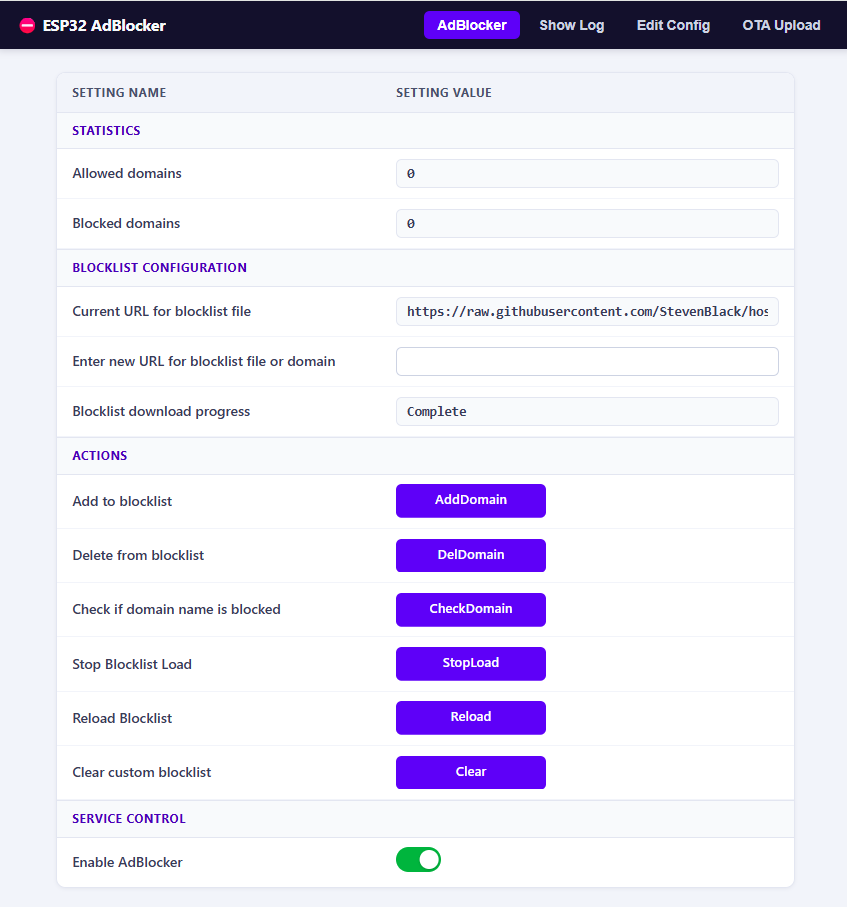 ESP32 AdBlocker
AdBlocker Show Log Edit Config OTA Upload
SETTING NAME SETTING VALUE
STATISTICS
Allowed domains 0
Blocked domains 0
BLOCKLIST CONFIGURATION
Current URL for blocklist file https://raw.githubusercontent.com/StevenBlack/hos
Enter new URL for blocklist file or domain
Blocklist download progress Complete
ACTIONS
Add to blocklist AddDomain
Delete from blocklist DelDomain
Check if domain name is blocked CheckDomain
Stop Blocklist Load StopLoad
Reload Blocklist Reload
Clear custom blocklist Clear
SERVICE CONTROL
Enable AdBlocker